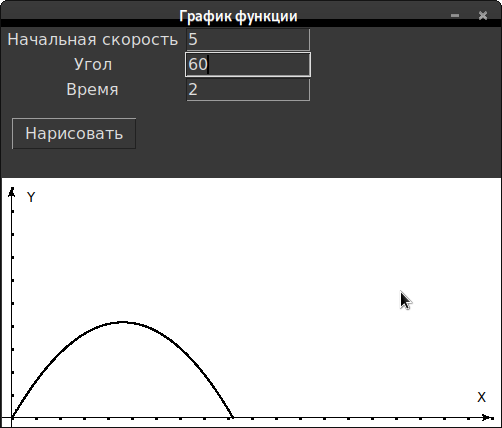 График функции
Начальная скорость 5
Угол 60
Время 2
Нарисовать
Y
X